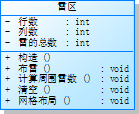 雷区
- 行数 : int
- 列数 : int
- 雷的总数 : int
+ 构造 ()
+ 布雷 () : void
+ 计算周围雷数 () : void
+ 清空 () : void
+ 网格布局 () : void